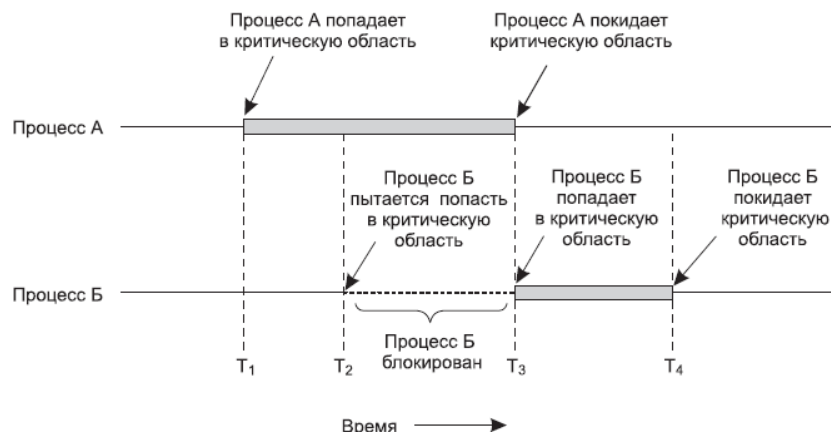 Процесс А попадает
в критическую область
Процесс А покидает
критическую область
Процесс А
Процесс Б
пытается попасть
в критическую
область
Процесс Б
попадает
в критическую
область
Процесс Б
покидает
критическую
область
Процесс Б
Процесс Б
блокирован
T1 T2 T3 T4
Время